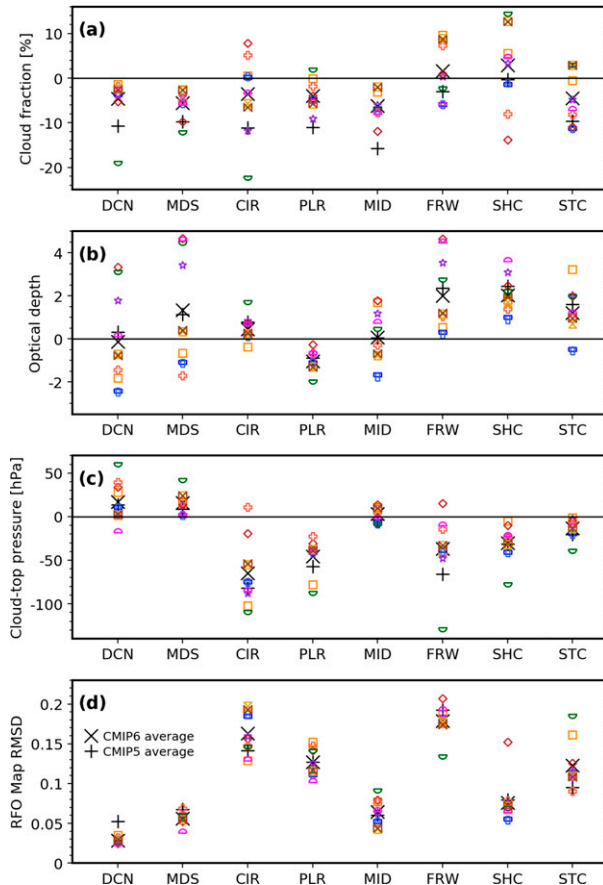 (a)
Cloud fraction [%]
10
0
-10
-20
DCN MDS CIR PLR MID FRW SHC STC
(b)
Optical depth
4
2
0
-2
DCN MDS CIR PLR MID FRW SHC STC
(c)
Cloud-top pressure [hPa]
50
0
-50
-100
DCN MDS CIR PLR MID FRW SHC STC
(d)
RFO Map RMSD
0.2
0.15
0.1
0.05
0
CMIP6 average
CMIP5 average
DCN MDS CIR PLR MID FRW SHC STC